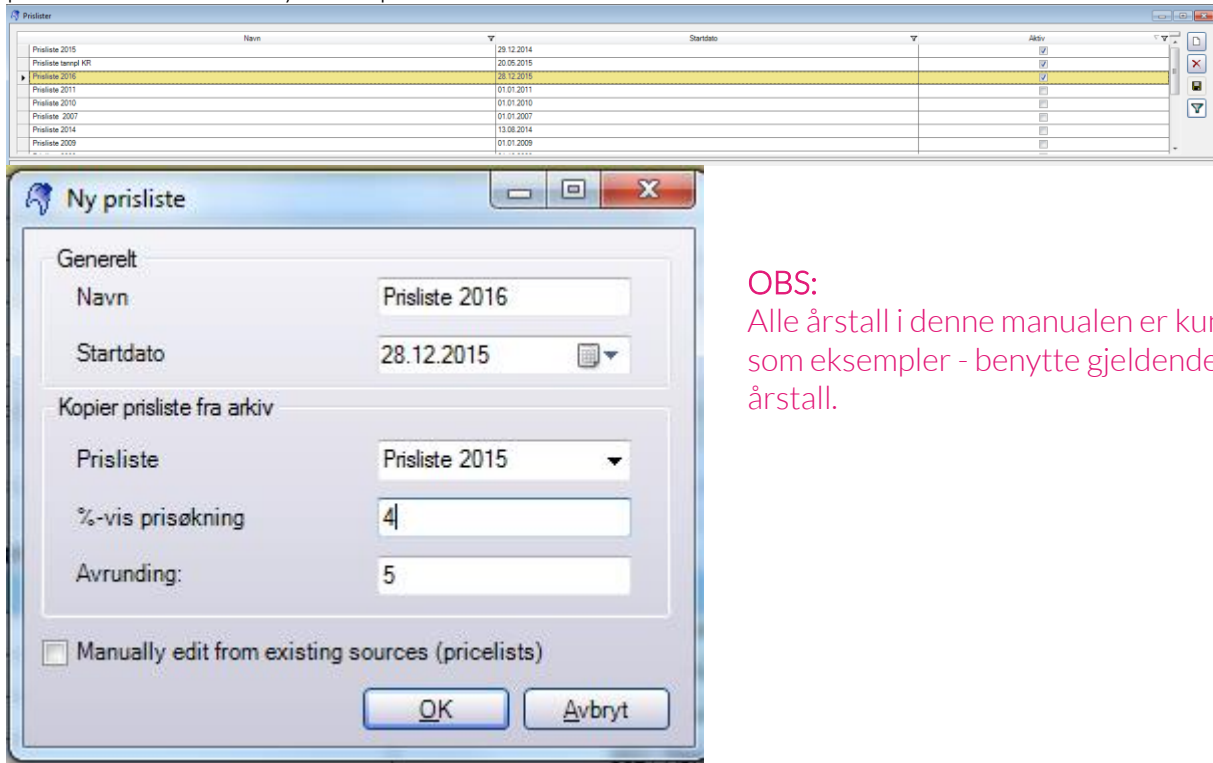 Prislister
Navn Startdato Aktiv
Prisliste 2015 29.12.2014
Prisliste tannpl KR 20.05.2015
Prisliste 2016 28.12.2015
Prisliste 2011 01.01.2011
Prisliste 2010 01.01.2010
Prisliste 2007 01.01.2007
Prisliste 2014 13.08.2014
Prisliste 2009 01.01.2009
Ny prisliste
Generelt
Navn Prisliste 2016
Startdato 28.12.2015
Kopier prisliste fra arkiv
Prisliste Prisliste 2015
%-vis prisøkning 4
Avrunding: 5
Manually edit from existing sources (pricelists)
OK Avbryt
OBS:
Alle årstall i denne manualen er kun
som eksempler - benytte gjeldende
årstall.